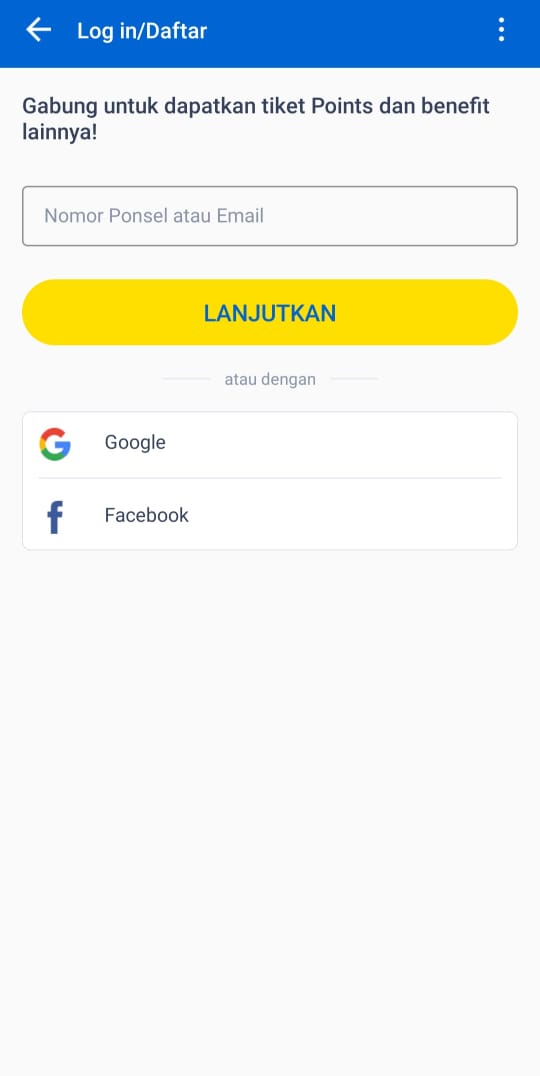 Log in/Daftar
Gabung untuk dapatkan tiket Points dan benefit
lainnya!
Nomor Ponsel atau Email
LANJUTKAN
atau dengan
Google
Facebook